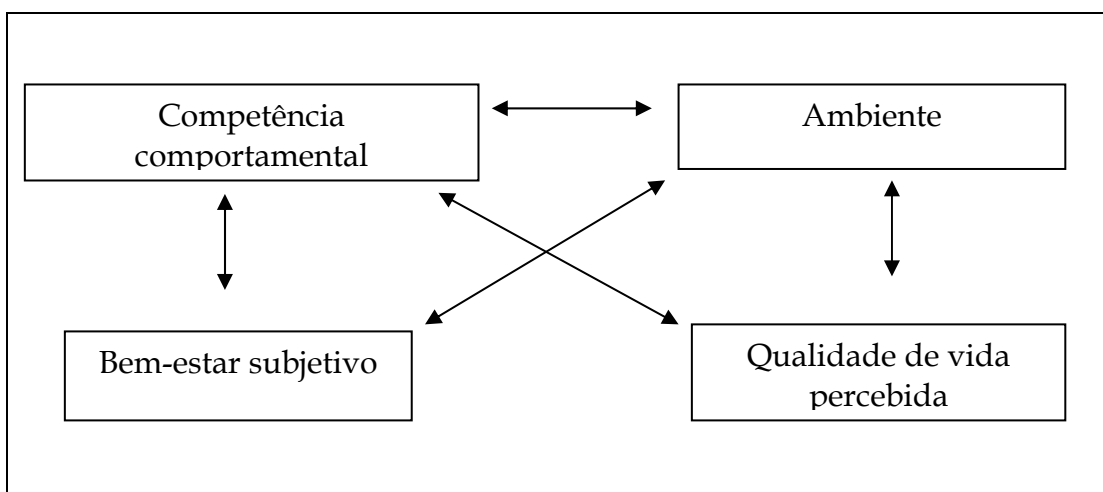 Competência
comportamental
Ambiente
Bem-estar subjetivo
Qualidade de vida
percebida